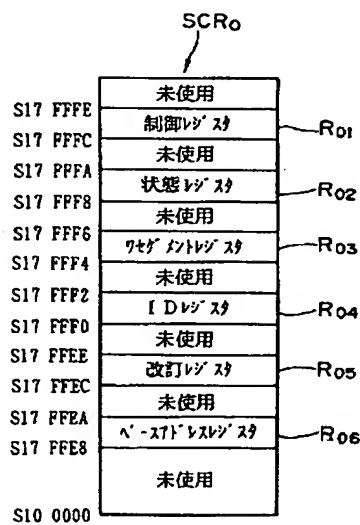 SCR0
未使用
S17 FFFE
制御レジスタ
R01
S17 FFFC
未使用
S17 FFFA
状態レジスタ
R02
S17 FFF8
未使用
S17 FFF6
ワセグメントレジスタ
R03
S17 FFF4
未使用
S17 FFF2
IDレジスタ
R04
S17 FFF0
未使用
S17 FFEE
改訂レジスタ
R05
S17 FFEC
未使用
S17 FFEA
ベースアドレスレジスタ
R06
S17 FFE8
未使用
S10 0000